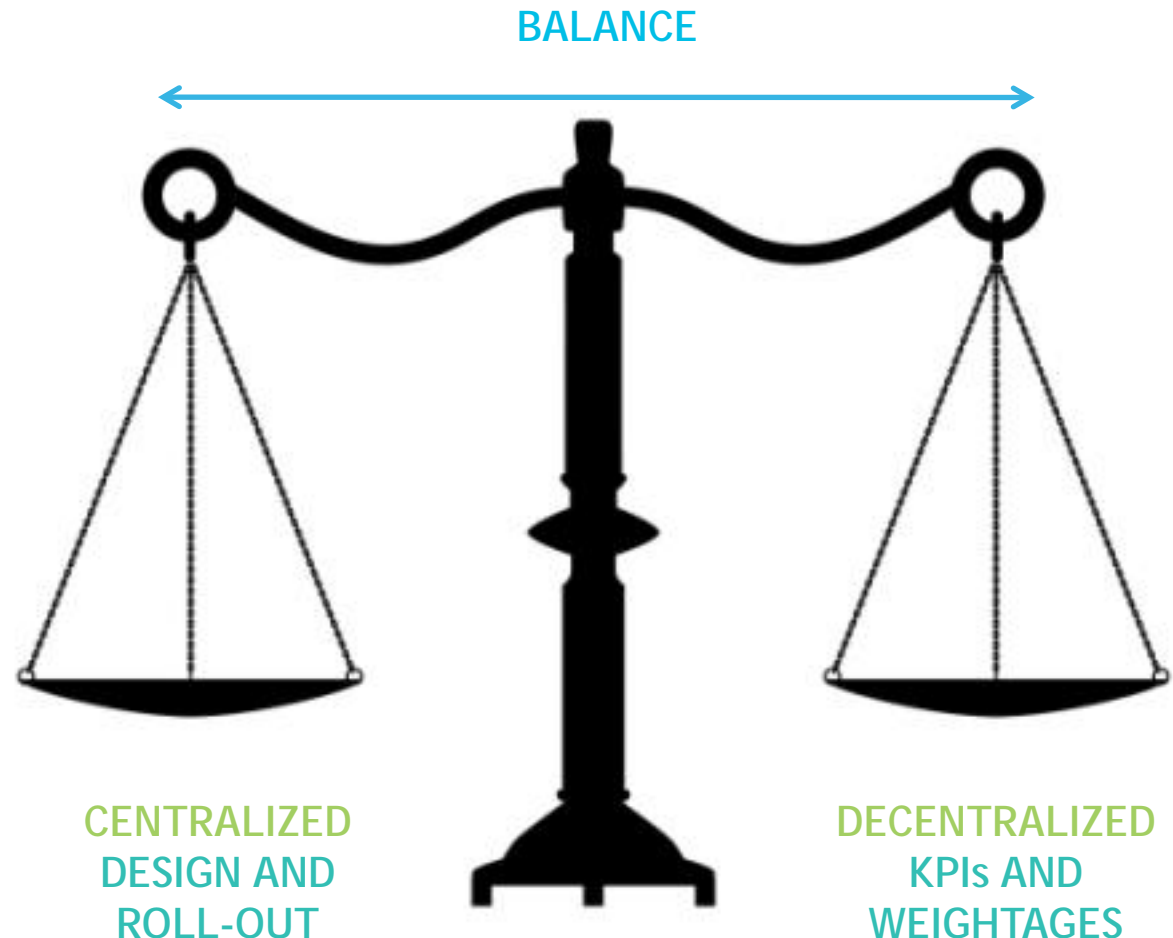 BALANCE
CENTRALIZED
DESIGN AND
ROLL-OUT
DECENTRALIZED
KPIs AND
WEIGHTAGES